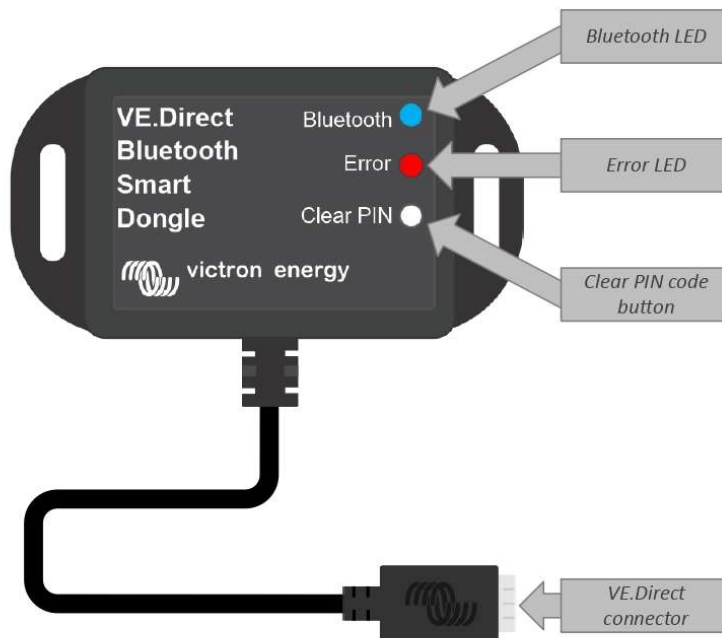 Bluetooth LED
VE.Direct
Bluetooth
Smart
Dongle
Bluetooth
Error
Clear PIN
Error LED
victron energy
Clear PIN code
button
VE.Direct
connector